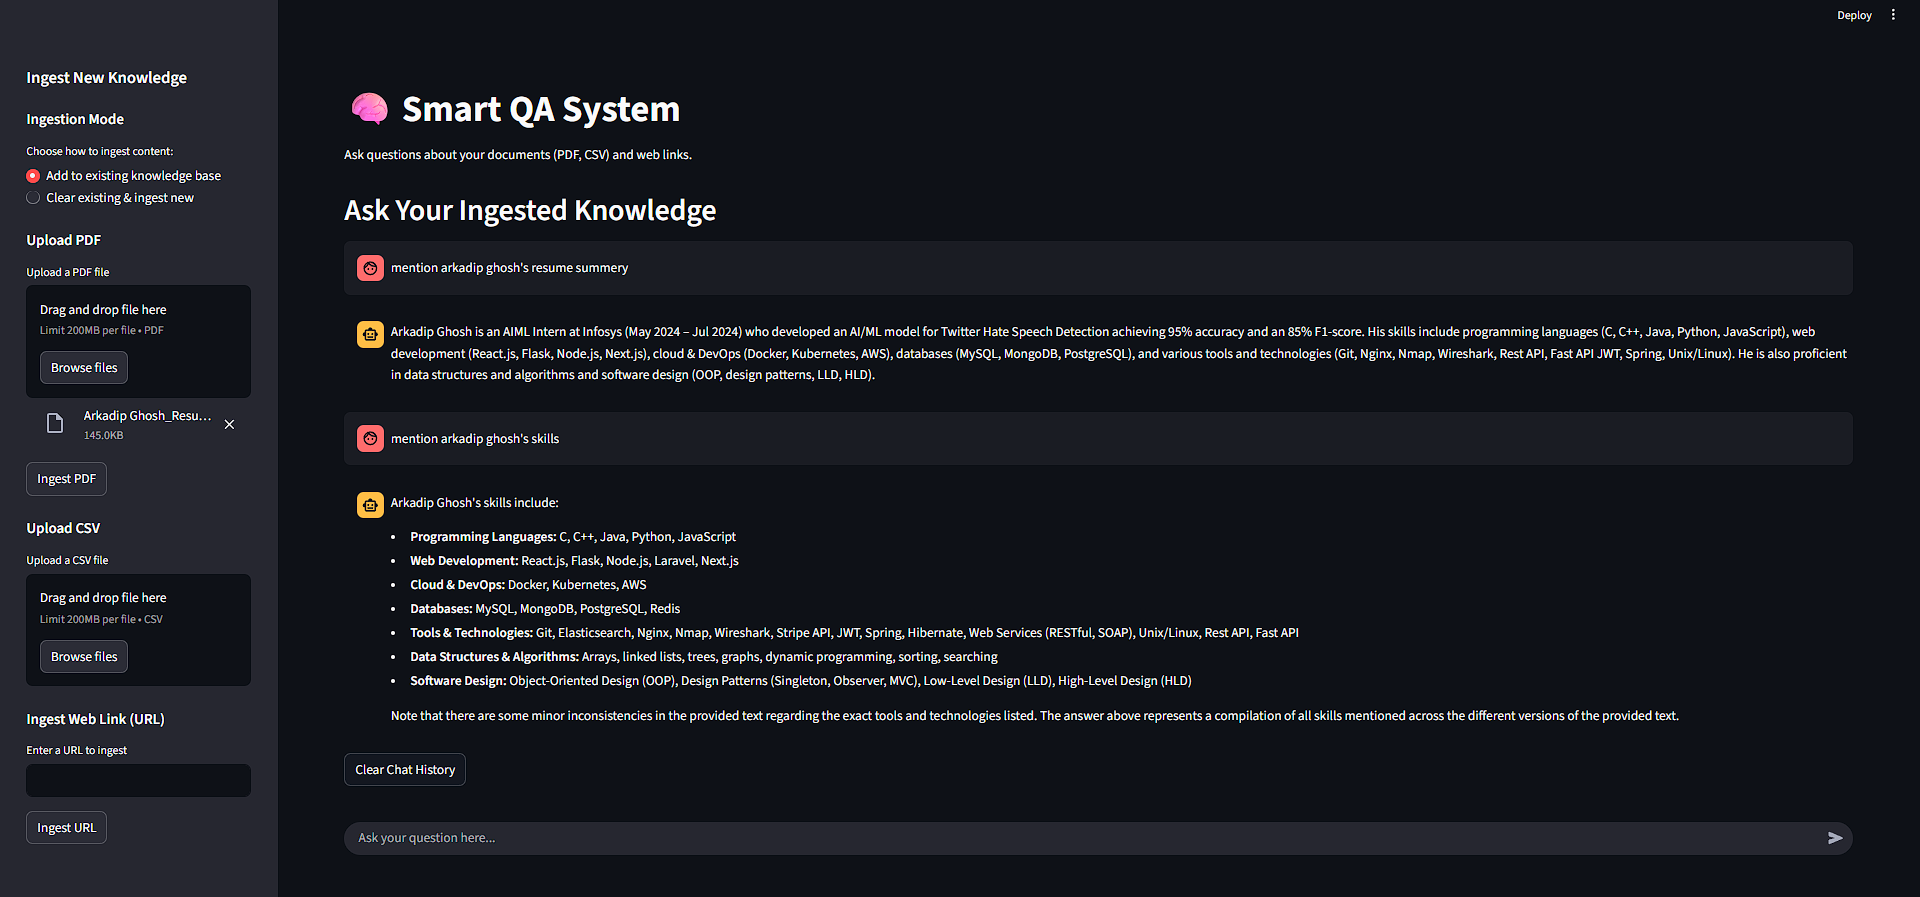 Deploy
Ingest New Knowledge
Ingestion Mode
Choose how to ingest content:
Add to existing knowledge base
Clear existing & ingest new
Upload PDF
Upload a PDF file
Drag and drop file here
Limit 200MB per file • PDF
Browse files
Arkadip Ghosh_Resu...
145.0KB
Ingest PDF
Upload CSV
Upload a CSV file
Drag and drop file here
Limit 200MB per file • CSV
Browse files
Ingest Web Link (URL)
Enter a URL to ingest
Ingest URL
Smart QA System
Ask questions about your documents (PDF, CSV) and web links.
Ask Your Ingested Knowledge
mention arkadip ghosh's resume summery
Arkadip Ghosh is an AIML Intern at Infosys (May 2024 – Jul 2024) who developed an AI/ML model for Twitter Hate Speech Detection achieving 95% accuracy and an 85% F1-score. His skills include programming languages (C, C++, Java, Python, JavaScript), web
development (React.js, Flask, Node.js, Next.js), cloud & DevOps (Docker, Kubernetes, AWS), databases (MySQL, MongoDB, PostgreSQL), and various tools and technologies (Git, Nginx, Nmap, Wireshark, Rest API, Fast API JWT, Spring, Unix/Linux). He is also proficient
in data structures and algorithms and software design (OOP, design patterns, LLD, HLD).
mention arkadip ghosh's skills
Arkadip Ghosh's skills include:
• Programming Languages: C, C++, Java, Python, JavaScript
• Web Development: React.js, Flask, Node.js, Laravel, Next.js
• Cloud & DevOps: Docker, Kubernetes, AWS
• Databases: MySQL, MongoDB, PostgreSQL, Redis
• Tools & Technologies: Git, Elasticsearch, Nginx, Nmap, Wireshark, Stripe API, JWT, Spring, Hibernate, Web Services (RESTful, SOAP), Unix/Linux, Rest API, Fast API
• Data Structures & Algorithms: Arrays, linked lists, trees, graphs, dynamic programming, sorting, searching
• Software Design: Object-Oriented Design (OOP), Design Patterns (Singleton, Observer, MVC), Low-Level Design (LLD), High-Level Design (HLD)
Note that there are some minor inconsistencies in the provided text regarding the exact tools and technologies listed. The answer above represents a compilation of all skills mentioned across the different versions of the provided text.
Clear Chat History
Ask your question here...